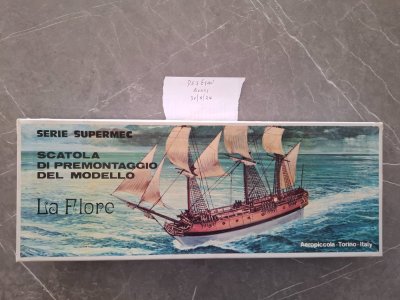 SERIE SUPERMEC
SCATOLA
DI PREMONTAGGIO
DEL MODELLO
La Flore
Aeropiccola - Torino - Italy